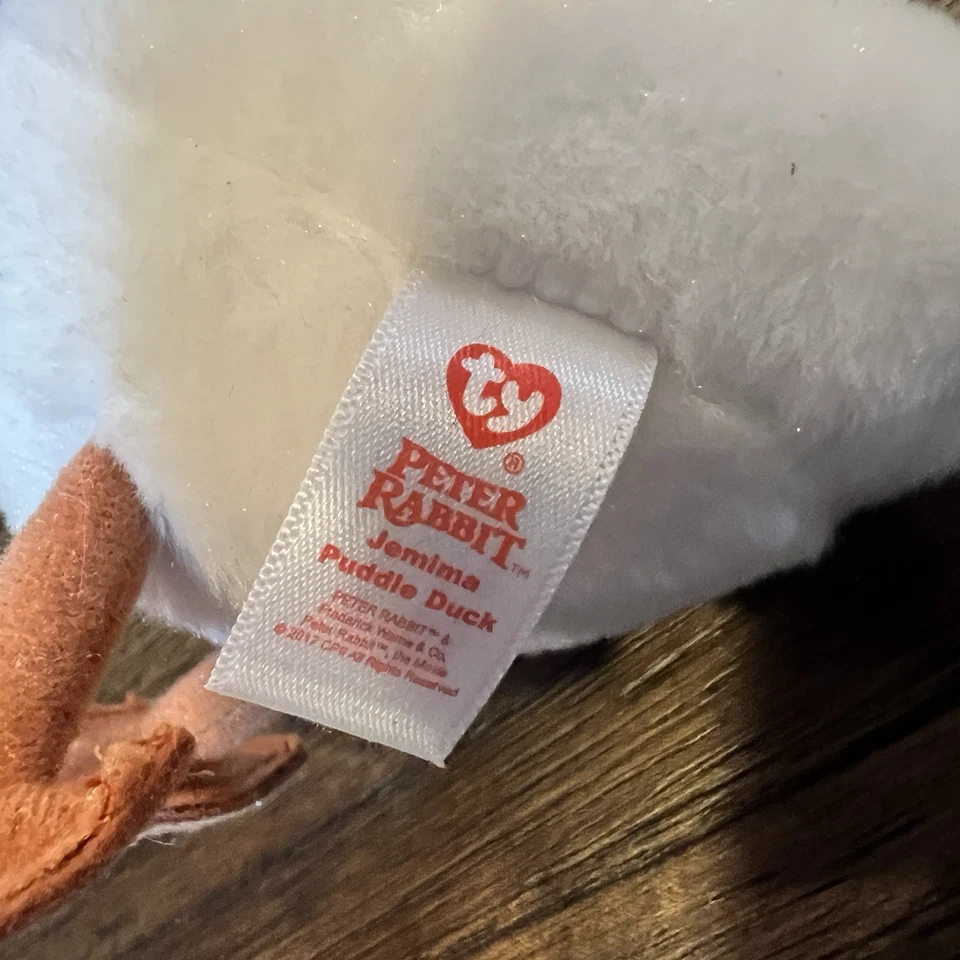 ty
®
PETER
RABBIT™
Jemima
Puddle Duck
PETER RABBIT™ &
Frederick Warne & Co.
Peter Rabbit™, the Movie
©2017 CPII All Rights Reserved